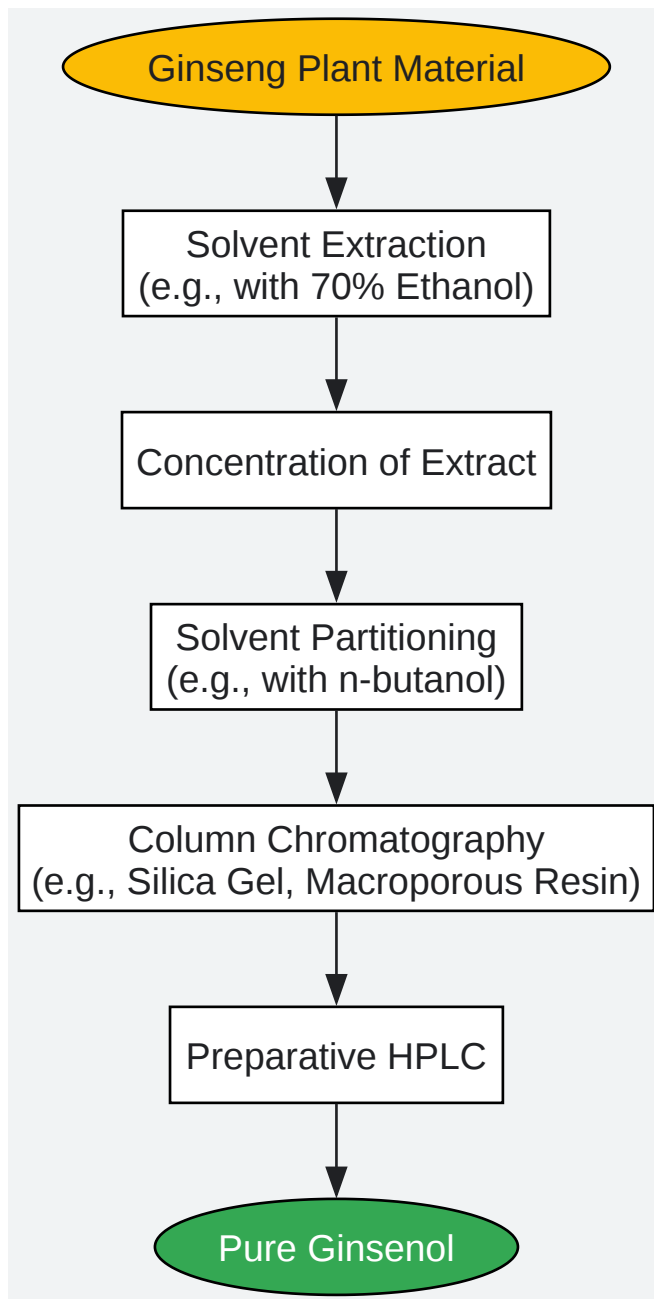 Ginseng Plant Material
Solvent Extraction
(e.g., with 70% Ethanol)
Concentration of Extract
Solvent Partitioning
(e.g., with n-butanol)
Column Chromatography
(e.g., Silica Gel, Macroporous Resin)
Preparative HPLC
Pure Ginsenol